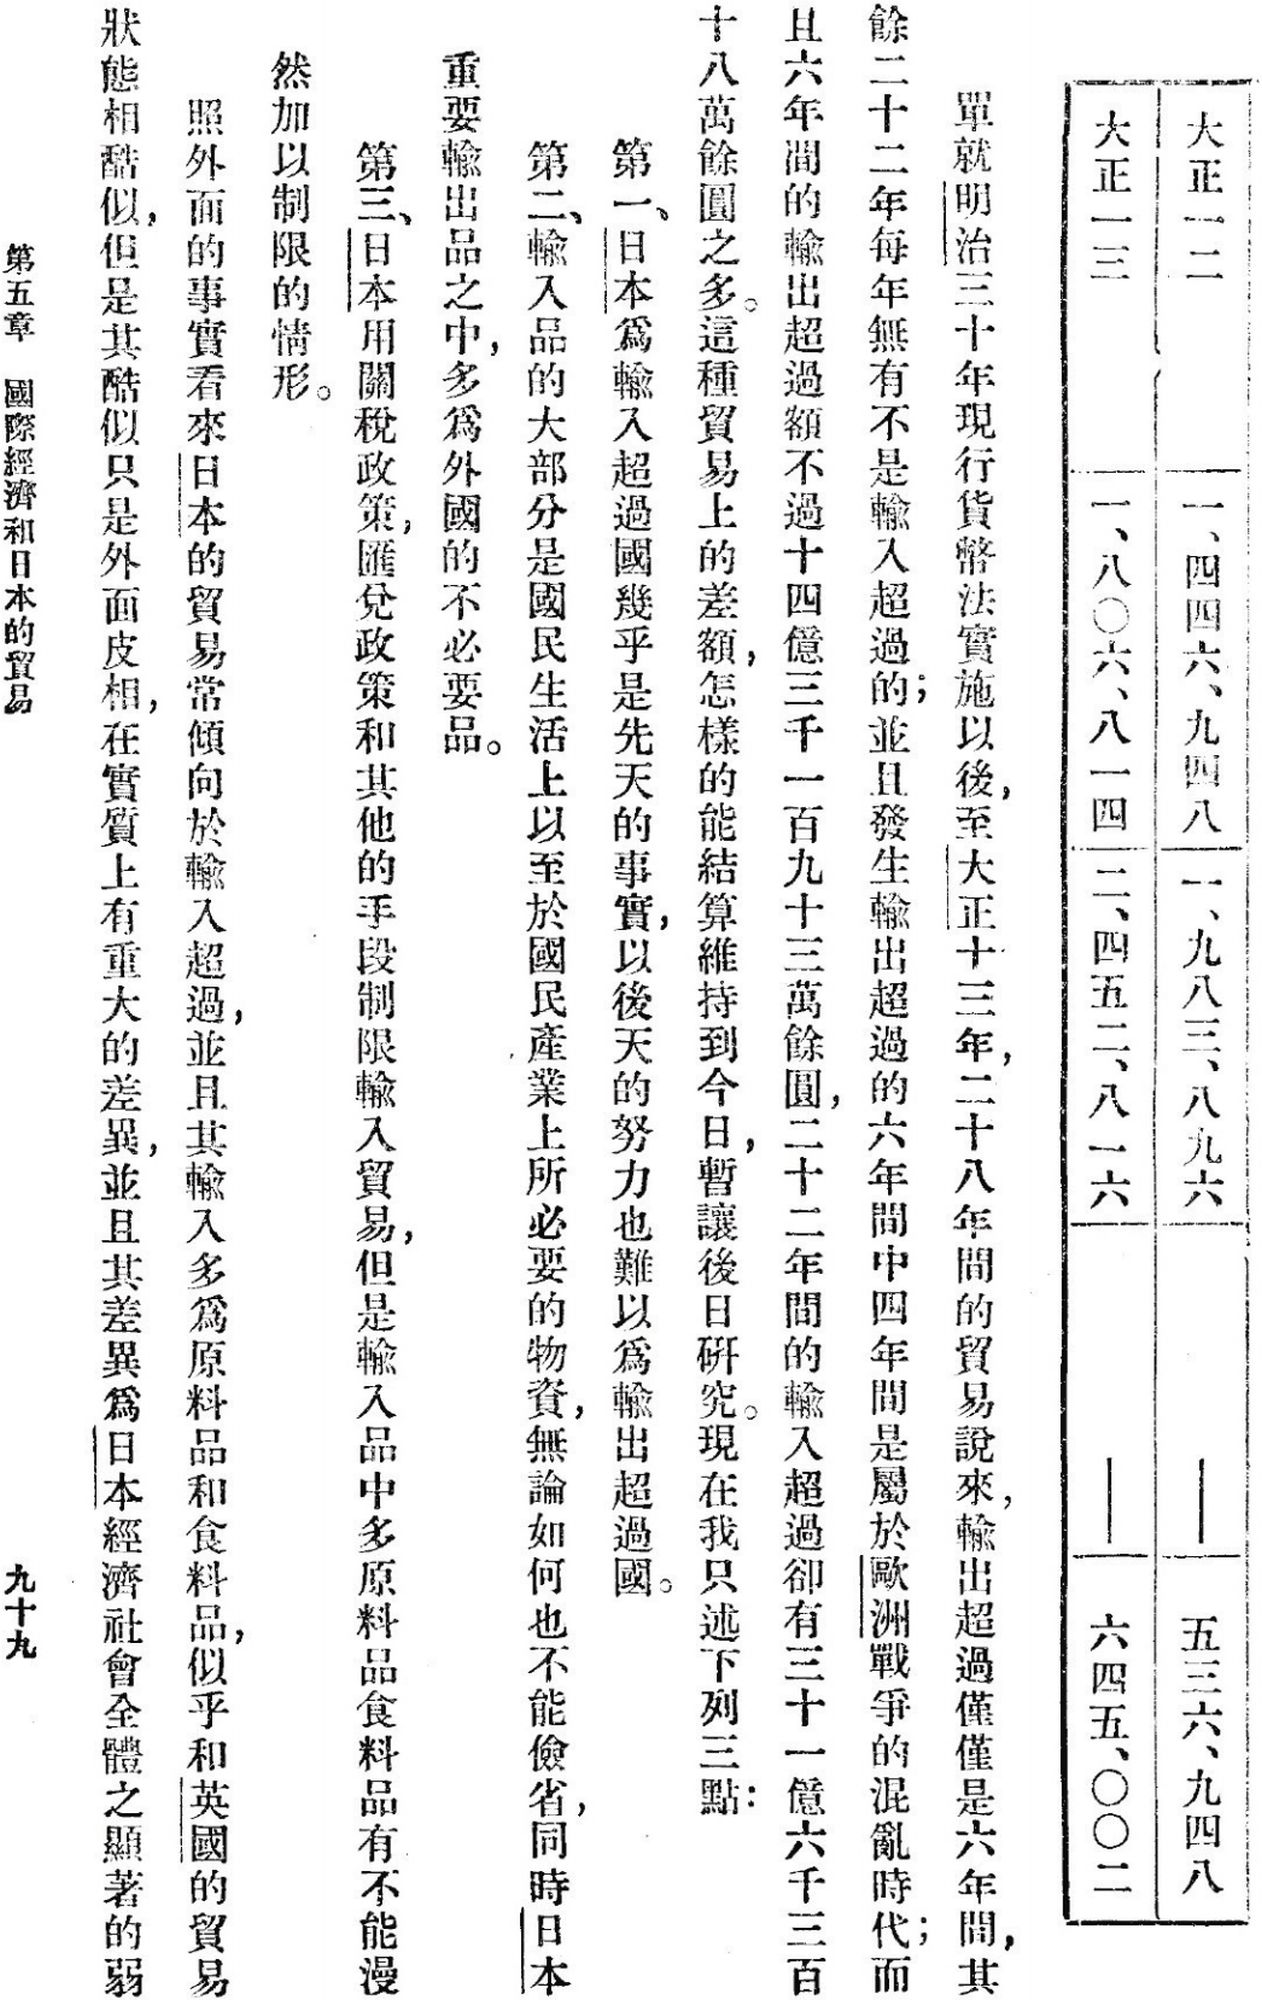 大正一二　一、四四六、九四八　一、九八三、八九六　——　五三六、九四八
大正一三　一、八〇六、八一四　二、四五二、八一六　——　六四五、〇〇二
單就明治三十年現行貨幣法實施以後，至大正十三年，二十八年間的貿易說來，輸出超過僅僅是六年間，其
餘二十二年每年無有不是輸入超過的；並且發生輸出超過的六年間中四年間是屬於歐洲戰爭的混亂時代；而
且六年間的輸出超過額不過十四億三千一百九十三萬餘圓，二十二年間的輸入超過卻有三十一億六千三百
十八萬餘圓之多。這種貿易上的差額，怎樣的能結算維持到今日，暫讓後日研究。現在我只述下列三點：
第一、日本爲輸入超過國幾乎是先天的事實，以後天的努力也難以爲輸出超過國。
第二、輸入品的大部分是國民生活上以至於國民產業上所必要的物資，無論如何也不能儉省，同時日本
重要輸出品之中，多爲外國的不必要品。
第三、日本用關稅政策，匯兌政策和其他的手段制限輸入貿易，但是輸入品中多原料品食料品有不能漫
然加以制限的情形。
照外面的事實看來日本的貿易常傾向於輸入超過，並且其輸入多爲原料品和食料品，似乎和英國的貿易
狀態相酷似，但是其酷似只是外面皮相，在實質上有重大的差異，並且其差異爲日本經濟社會全體之顯著的弱
第五章　國際經濟和日本的貿易　九十九